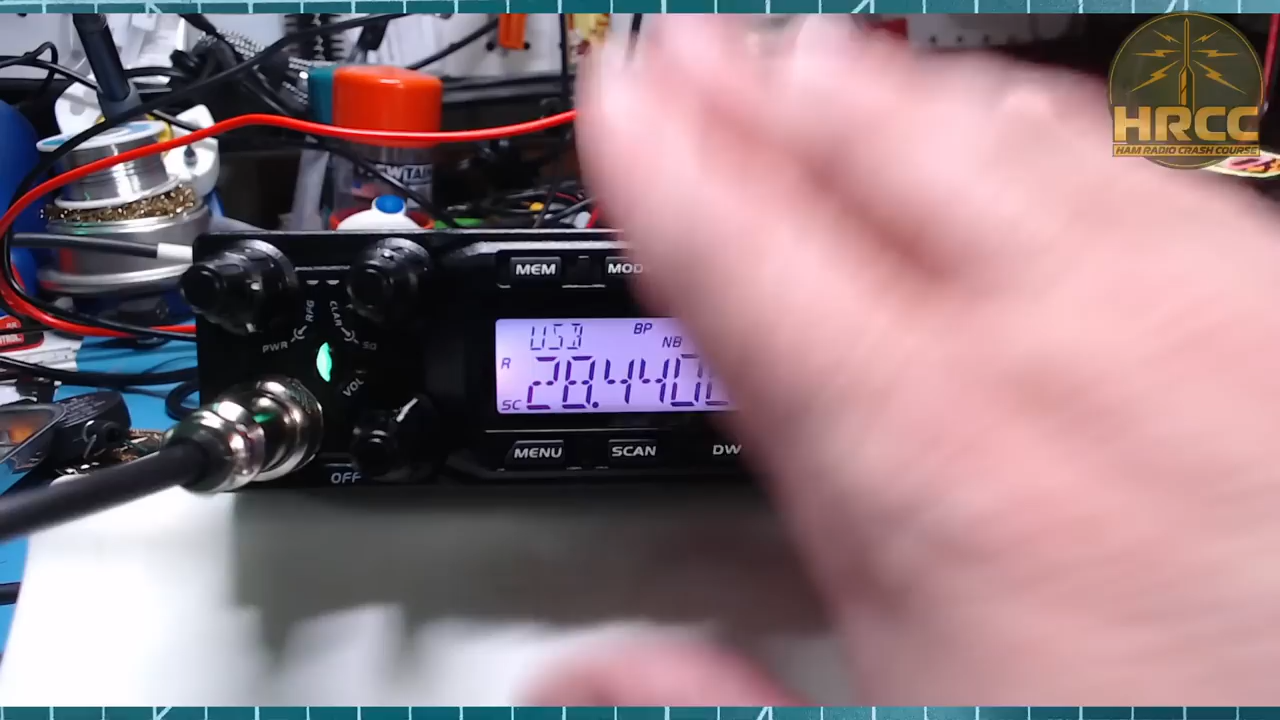 HRCC
HAM RADIO CRASH COURSE
MEM
MOD
RFG
CLAR
PWR
SQ
VOL
OFF
USB
BP
NB
R
28.440
SC
MENU
SCAN
DW